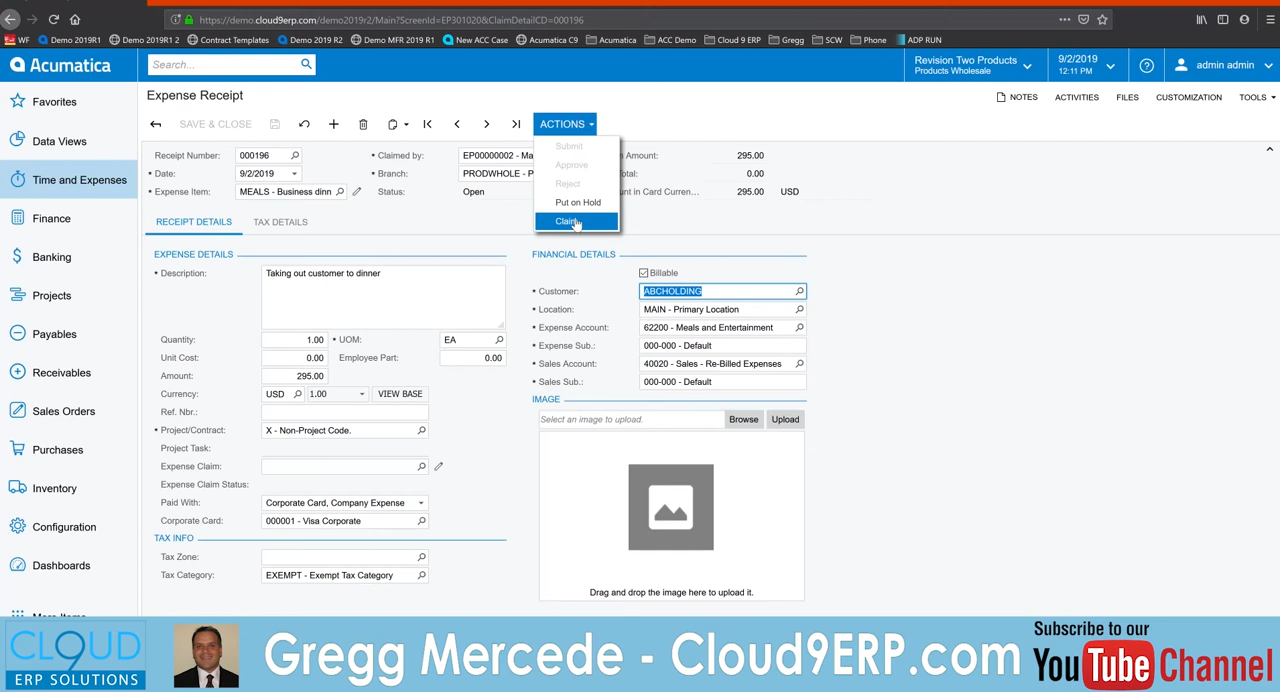 https://demo.cloud9erp.com/demo2019r2/Main?ScreenId=EP301020&ClaimDetailCD=000196
WF Demo 2019R1 Demo 2019R1 2 Contract Templates Demo 2019 R2 Demo MFR 2019 R1 New ACC Case Acumatica C9 Acumatica ACC Demo Cloud 9 ERP Gregg SCW Phone ADP RUN
Acumatica
Search...
Revision Two Products
Products Wholesale
9/2/2019
12:11 PM
admin admin
Favorites
Data Views
Time and Expenses
Finance
Banking
Projects
Payables
Receivables
Sales Orders
Purchases
Inventory
Configuration
Dashboards
Expense Receipt
NOTES ACTIVITIES FILES CUSTOMIZATION TOOLS
SAVE & CLOSE ACTIONS
Submit
Approve
Reject
Put on Hold
Claim
Receipt Number: 000196 Claimed by: EP00000002 - Ma Amount: 295.00
Date: 9/2/2019 Branch: PRODWHOLE - P Total: 0.00
Expense Item: MEALS - Business dinn Status: Open nt in Card Curren... 295.00 USD
RECEIPT DETAILS TAX DETAILS
EXPENSE DETAILS
Description: Taking out customer to dinner
Quantity: 1.00 UOM: EA
Unit Cost: 0.00 Employee Part: 0.00
Amount: 295.00
Currency: USD 1.00 VIEW BASE
Ref. Nbr.:
Project/Contract: X - Non-Project Code.
Project Task:
Expense Claim:
Expense Claim Status:
Paid With: Corporate Card, Company Expense
Corporate Card: 000001 - Visa Corporate
TAX INFO
Tax Zone:
Tax Category: EXEMPT - Exempt Tax Category
FINANCIAL DETAILS
Billable
Customer: ABCHOLDING
Location: MAIN - Primary Location
Expense Account: 62200 - Meals and Entertainment
Expense Sub.: 000-000 - Default
Sales Account: 40020 - Sales - Re-Billed Expenses
Sales Sub.: 000-000 - Default
IMAGE
Select an image to upload. Browse Upload
Drag and drop the image here to upload it.
CLOUD
9
ERP SOLUTIONS
Gregg Mercede - Cloud9ERP.com
Subscribe to our
YouTube Channel